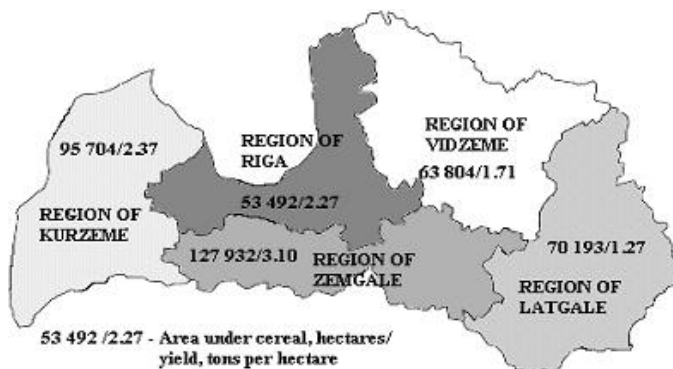 95 704/2.37
REGION OF
KURZEME
REGION OF
RIGA
53 492/2.27
REGION OF
VIDZEME
63 804/1.71
127 932/3.10
REGION OF
ZEMGALE
70 193/1.27
REGION OF
LATGALE
53 492 /2.27 - Area under cereal, hectares/
yield, tons per hectare